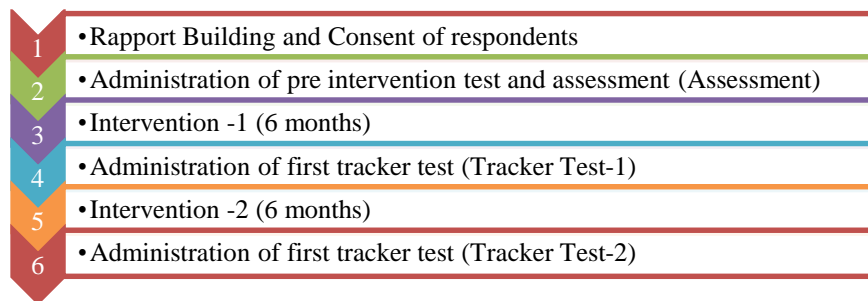 1 •Rapport Building and Consent of respondents
2 •Administration of pre intervention test and assessment (Assessment)
3 •Intervention -1 (6 months)
4 •Administration of first tracker test (Tracker Test-1)
5 •Intervention -2 (6 months)
6 •Administration of first tracker test (Tracker Test-2)